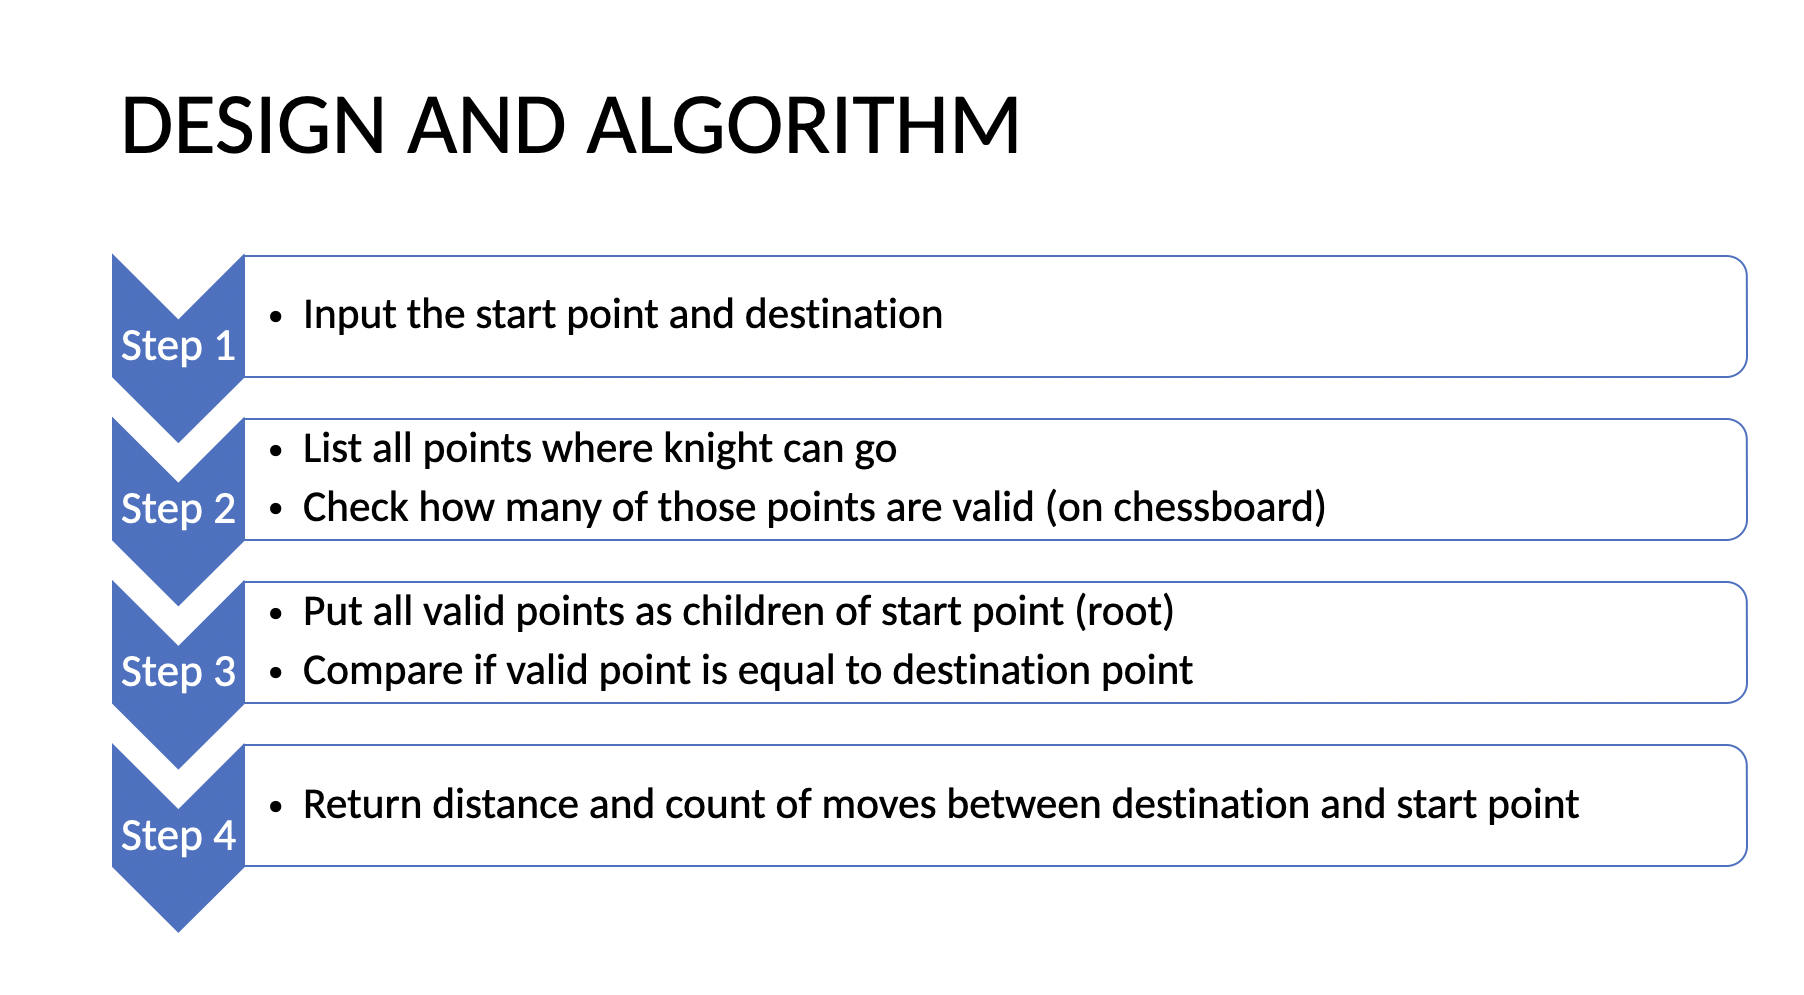 DESIGN AND ALGORITHM
Step 1
• Input the start point and destination
Step 2
• List all points where knight can go
• Check how many of those points are valid (on chessboard)
Step 3
• Put all valid points as children of start point (root)
• Compare if valid point is equal to destination point
Step 4
• Return distance and count of moves between destination and start point